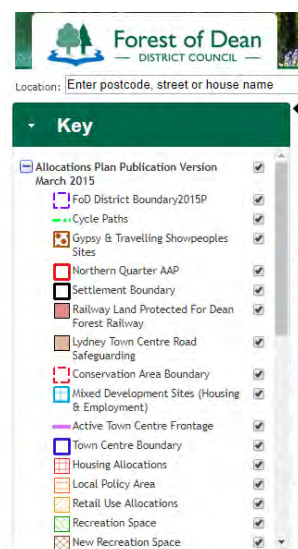 Forest of Dean
DISTRICT COUNCIL
Location: Enter postcode, street or house name
Key
Allocations Plan Publication Version
March 2015
FoD District Boundary2015P
Cycle Paths
Gypsy & Travelling Showpeoples
Sites
Northern Quarter AAP
Settlement Boundary
Railway Land Protected For Dean
Forest Railway
Lydney Town Centre Road
Safeguarding
Conservation Area Boundary
Mixed Development Sites (Housing
& Employment)
Active Town Centre Frontage
Town Centre Boundary
Housing Allocations
Local Policy Area
Retail Use Allocations
Recreation Space
New Recreation Space